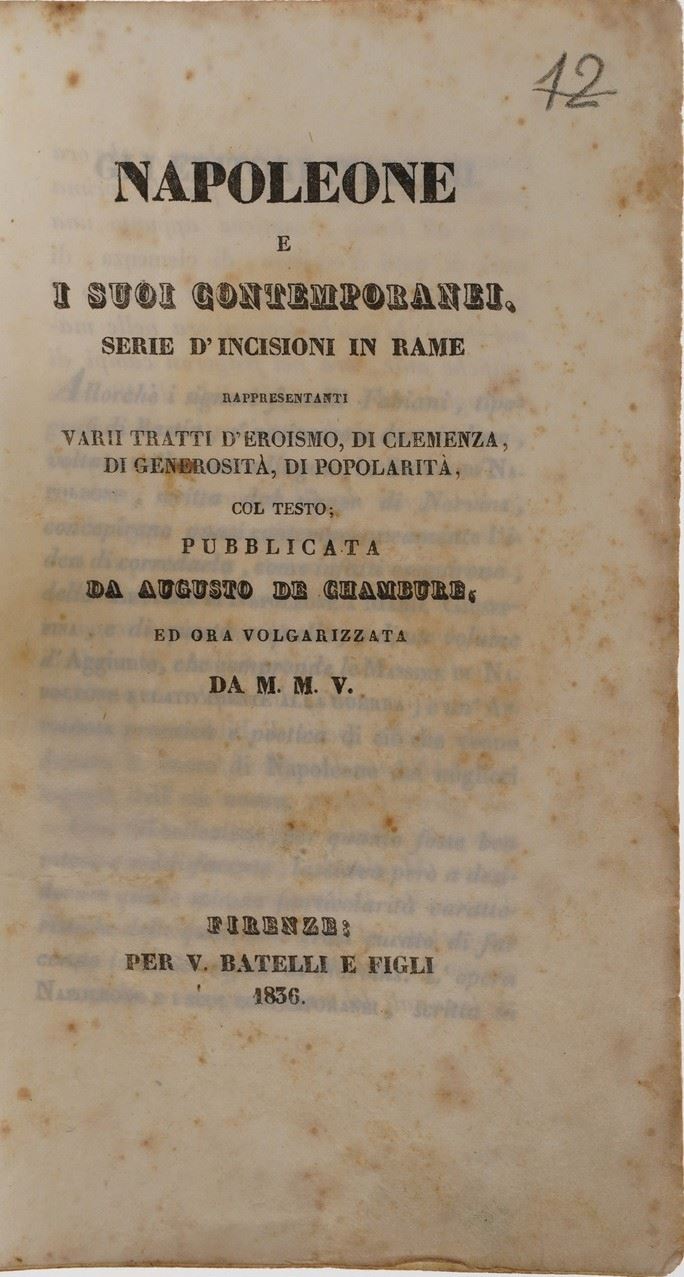 12
NAPOLEONE
E
I SUOI CONTEMPORANEI.
SERIE D'INCISIONI IN RAME
RAPPRESENTANTI
VARII TRATTI D'EROISMO, DI CLEMENZA,
DI GENEROSITÀ, DI POPOLARITÀ,
COL TESTO;
PUBBLICATA
DA AUGUSTO DE CHAMBURE,
ED ORA VOLGARIZZATA
DA M. M. V.
FIRENZE:
PER V. BATELLI E FIGLI
1836.